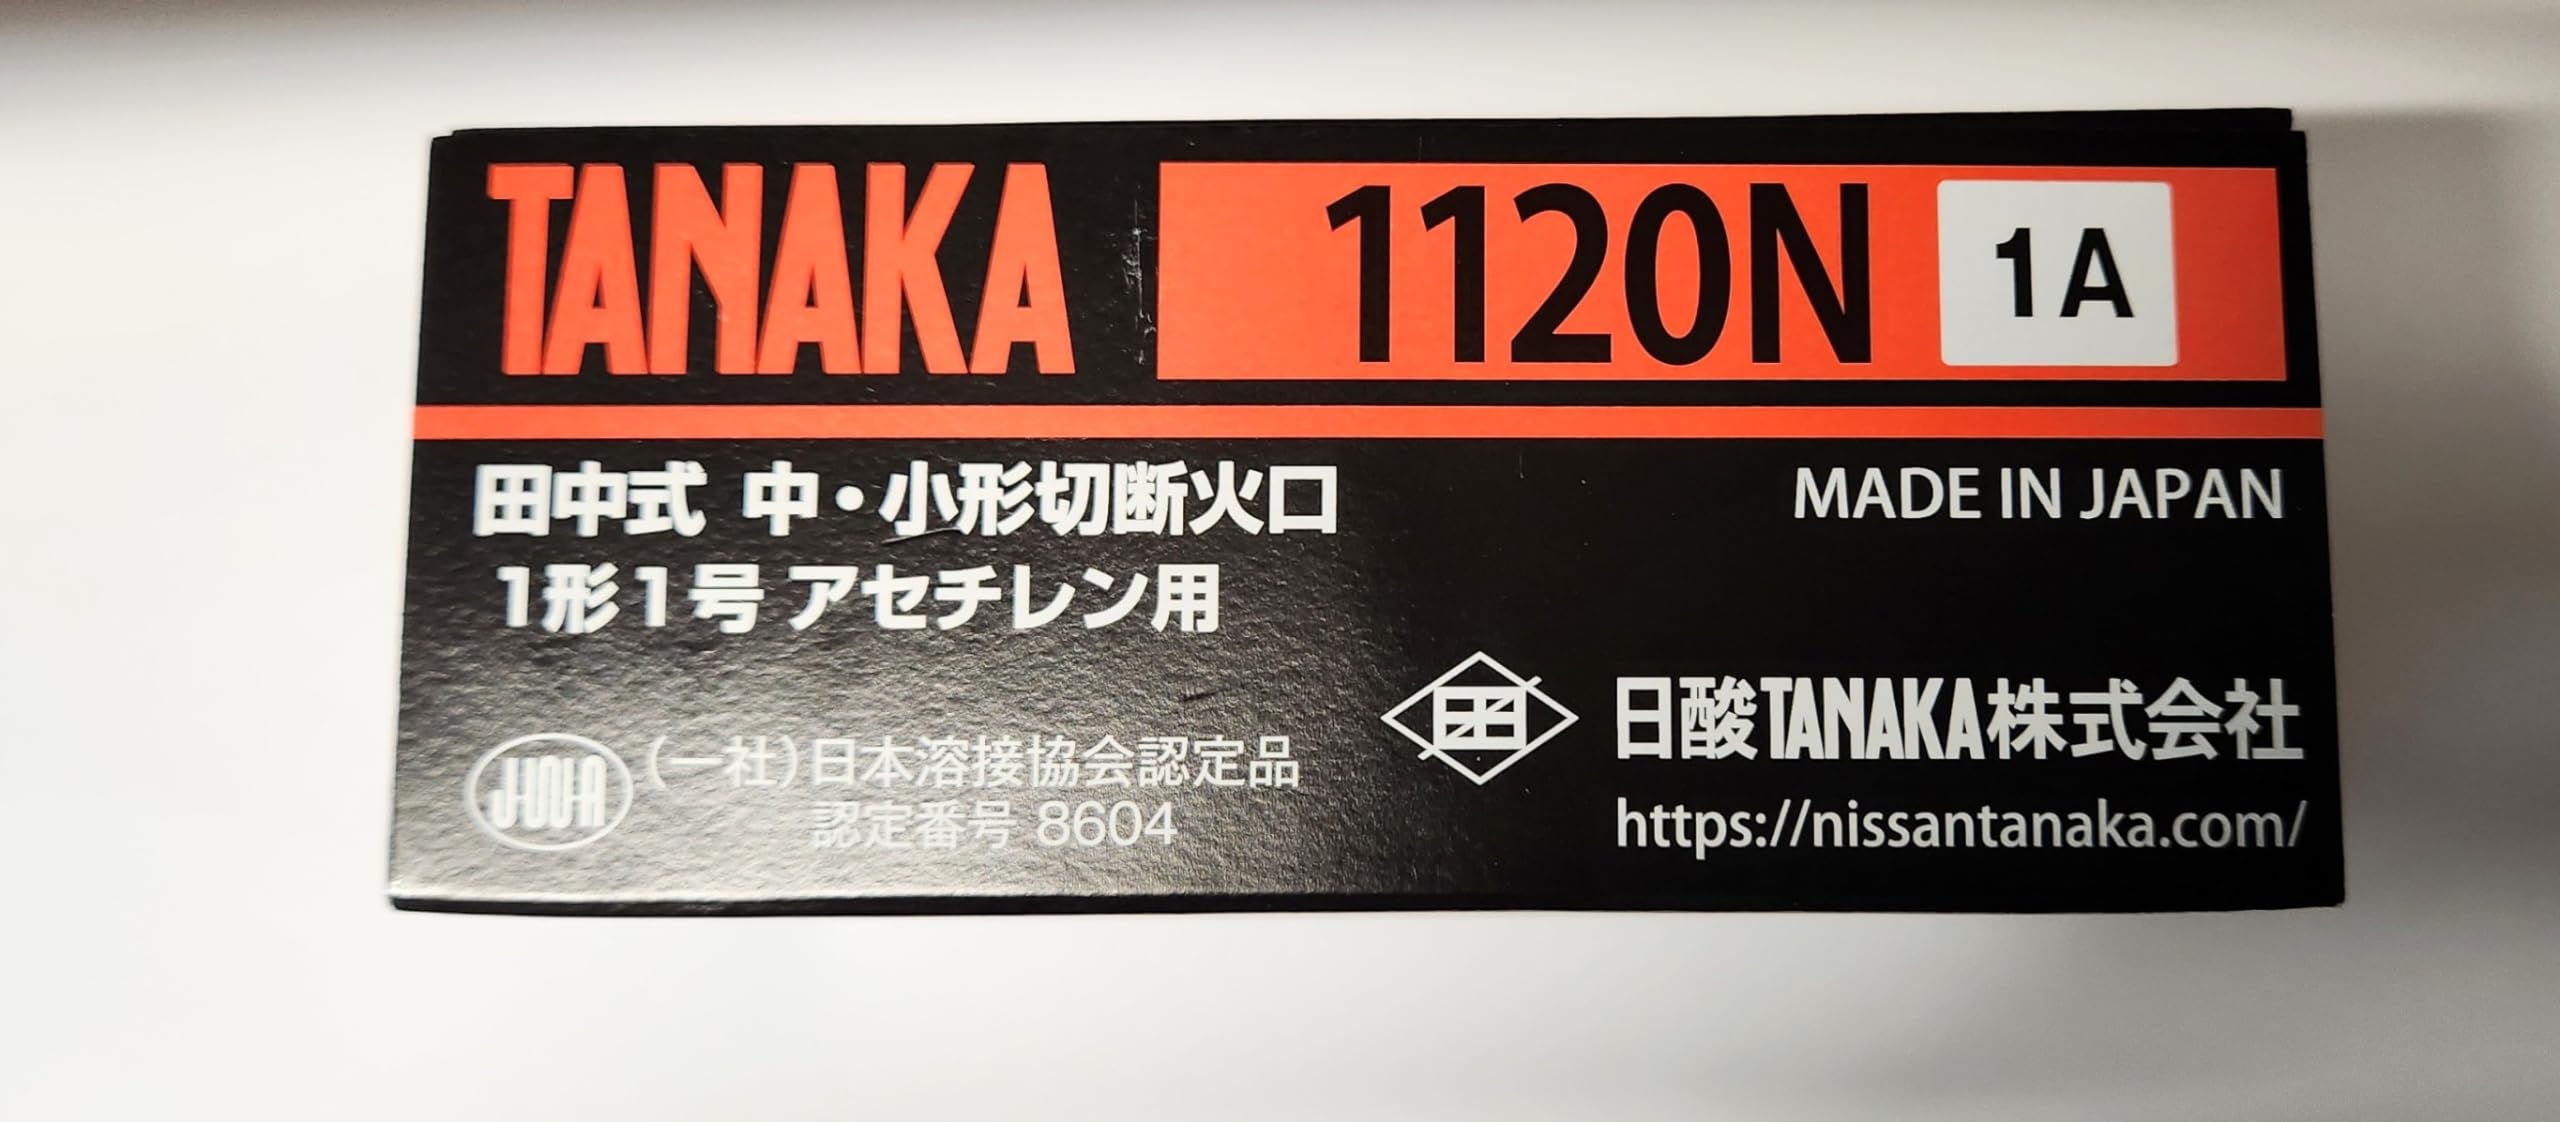 TANAKA 1120N 1A
田中式 中・小形切断火口
MADE IN JAPAN
1形1号 アセチレン用
日酸TANAKA株式会社
JWA (一社)日本溶接協会認定品
認定番号 8604
https://nissantanaka.com/